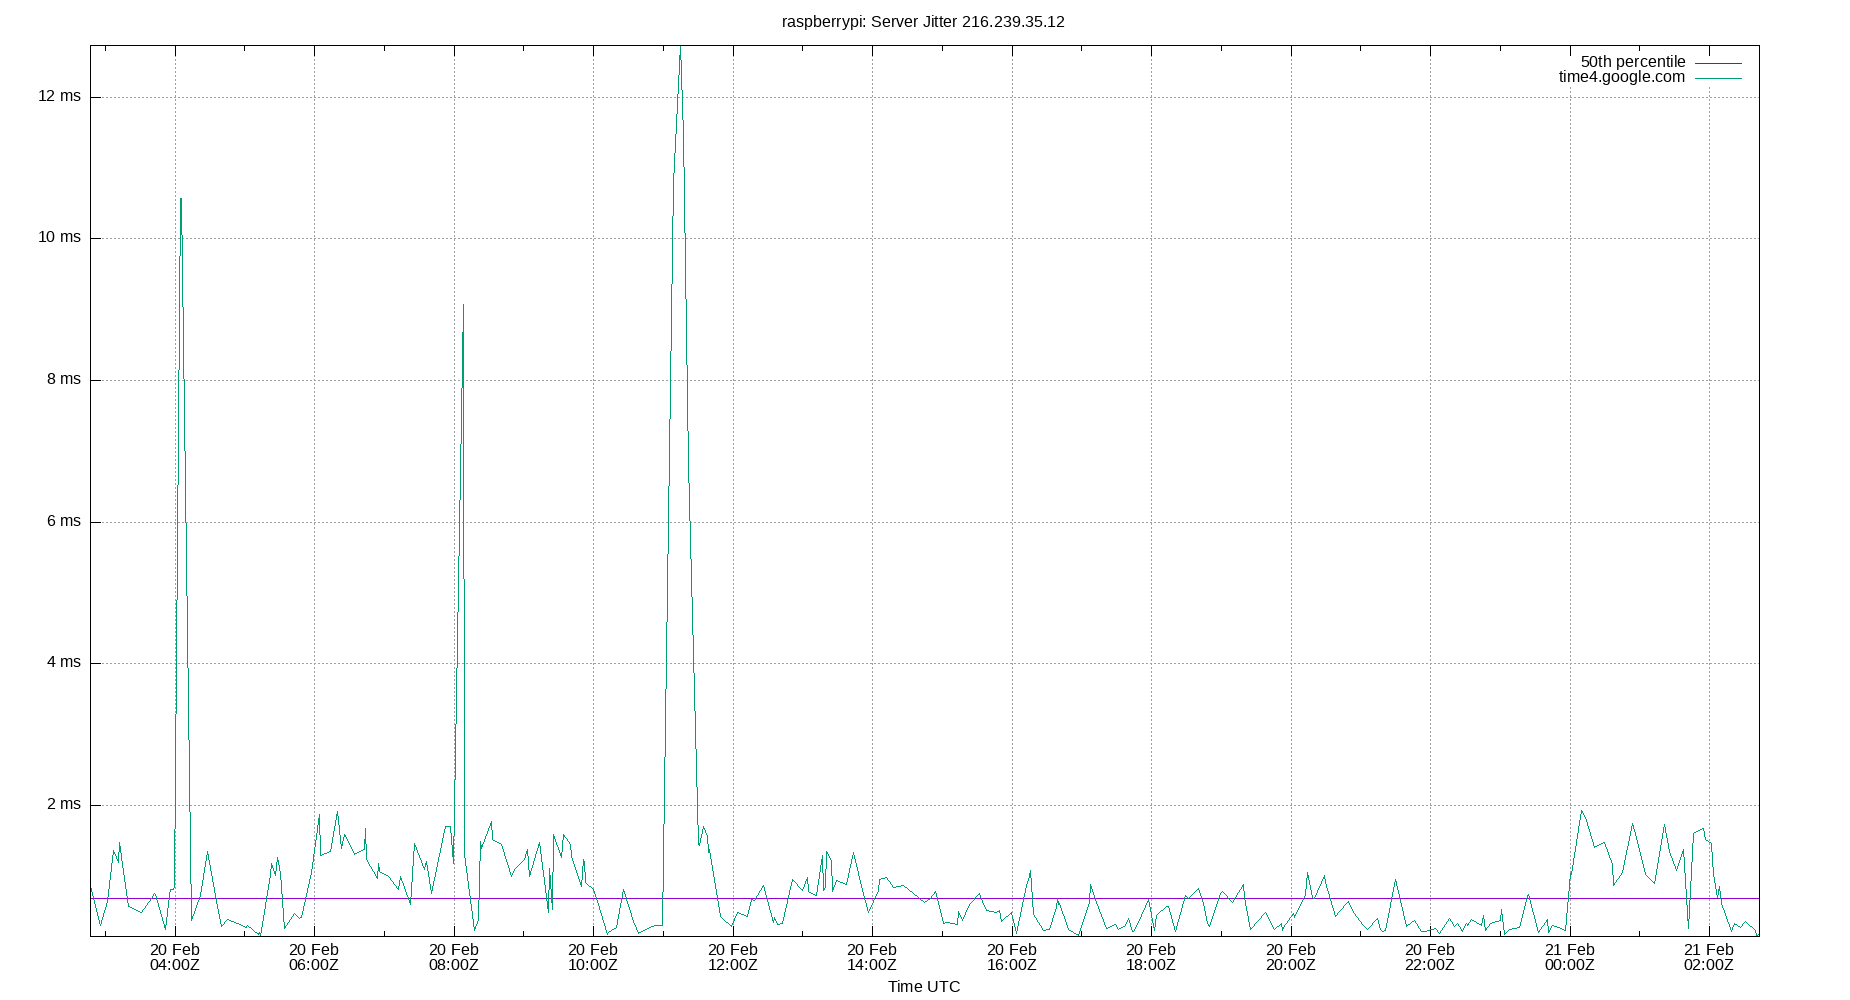 raspberrypi: Server Jitter 216.239.35.12
50th percentile
time4.google.com
12 ms
10 ms
8 ms
6 ms
4 ms
2 ms
20 Feb 20 Feb 20 Feb 20 Feb 20 Feb 20 Feb 20 Feb 20 Feb 20 Feb 20 Feb 21 Feb 21 Feb
04:00Z 06:00Z 08:00Z 10:00Z 12:00Z 14:00Z 16:00Z 18:00Z 20:00Z 22:00Z 00:00Z 02:00Z
Time UTC